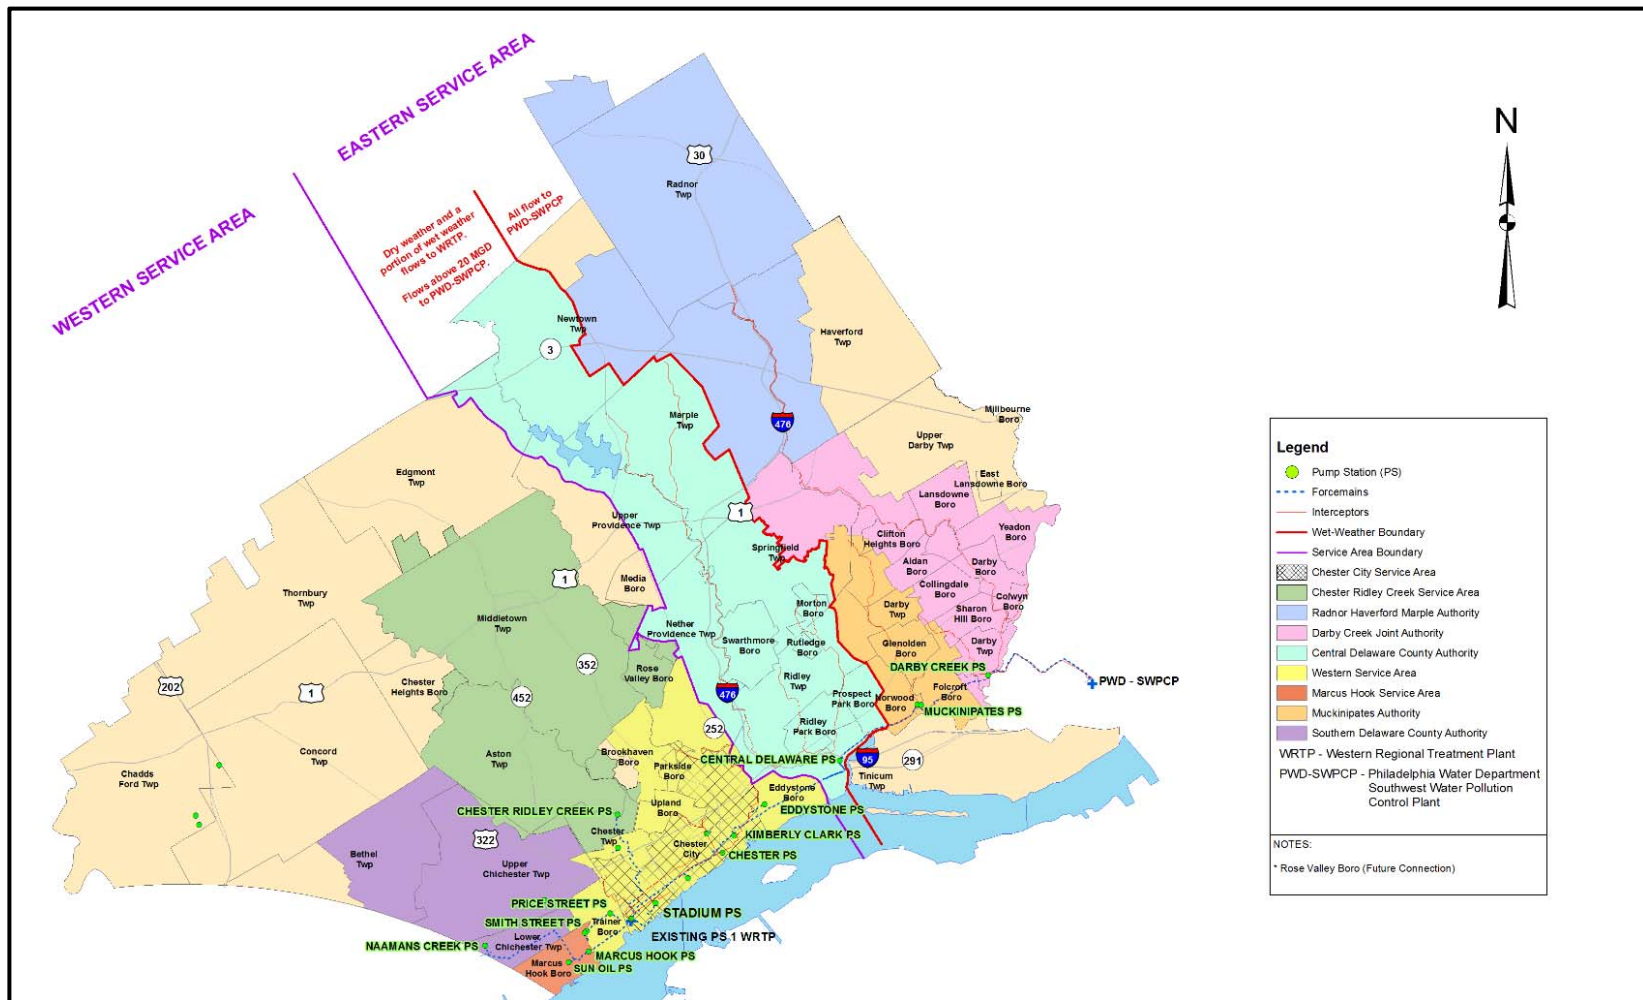 EASTERN SERVICE AREA
WESTERN SERVICE AREA
Dry weather and a
portion of wet weather
flows to WRTP.
Flows above 20 MGD
to PWD-SWPCP.
All flow to
PWD-SWPCP
N
30
Radnor
Twp
Newtown
Twp
3
Haverford
Twp
Marple
Twp
476
Millbourne
Boro
Upper
Darby Twp
East
Lansdowne Boro
Lansdowne
Boro
Edgmont
Twp
Upper
Providence Twp
1
Springfield
Twp
Clifton
Heights Boro
Yeadon
Boro
Aldan
Boro
Darby
Boro
Collingdale
Boro
Colwyn
Boro
Sharon
Hill Boro
Darby
Twp
Darby
Twp
Media
Boro
1
Thornbury
Twp
Middletown
Twp
Morton
Boro
Nether
Providence Twp
Swarthmore
Boro
Rutledge
Boro
Glenolden
Boro
DARBY CREEK PS
PWD - SWPCP
352
Rose
Valley Boro
Ridley
Twp
Prospect
Park Boro
Norwood
Boro
Folcroft
Boro
MUCKINIPATES PS
202
1
Chester
Heights Boro
452
476
252
Ridley
Park Boro
Chadds
Ford Twp
Concord
Twp
Aston
Twp
Brookhaven
Boro
Parkside
Boro
CENTRAL DELAWARE PS
95
291
Tinicum
Twp
Upland
Boro
Eddystone
Boro
EDDYSTONE PS
CHESTER RIDLEY CREEK PS
Chester
Twp
KIMBERLY CLARK PS
Chester
City
CHESTER PS
322
Bethel
Twp
Upper
Chichester Twp
PRICE STREET PS
SMITH STREET PS
Trainer
Boro
STADIUM PS
EXISTING PS 1 WRTP
NAAMANS CREEK PS
Lower
Chichester Twp
MARCUS HOOK PS
Marcus
Hook Boro
SUN OIL PS
Legend
Pump Station (PS)
Forcemains
Interceptors
Wet-Weather Boundary
Service Area Boundary
Chester City Service Area
Chester Ridley Creek Service Area
Radnor Haverford Marple Authority
Darby Creek Joint Authority
Central Delaware County Authority
Western Service Area
Marcus Hook Service Area
Muckinipates Authority
Southern Delaware County Authority
WRTP - Western Regional Treatment Plant
PWD-SWPCP - Philadelphia Water Department
Southwest Water Pollution
Control Plant
NOTES:
* Rose Valley Boro (Future Connection)